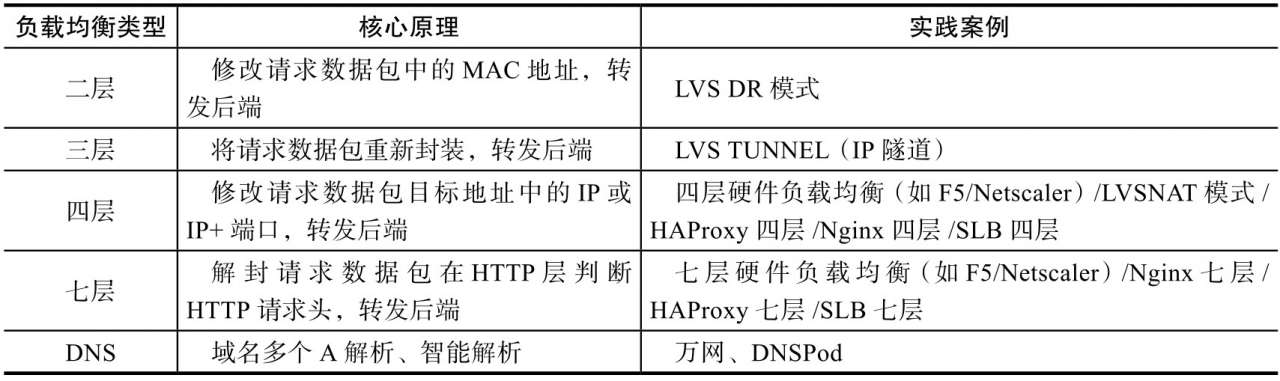 负载均衡类型 核心原理 实践案例
二层 修改请求数据包中的 MAC 地址，转
发后端 LVS DR 模式
三层 将请求数据包重新封装，转发后端 LVS TUNNEL（IP 隧道）
四层 修改请求数据包目标地址中的 IP 或
IP+ 端口，转发后端 四层硬件负载均衡（如 F5/Netscaler）/LVSNAT 模式 /
HAProxy 四层 /Nginx 四层 /SLB 四层
七层 解封请求数据包在 HTTP 层判断
HTTP 请求头，转发后端 七层硬件负载均衡（如 F5/Netscaler）/Nginx 七层 /
HAProxy 七层 /SLB 七层
DNS 域名多个 A 解析、智能解析 万网、DNSPod